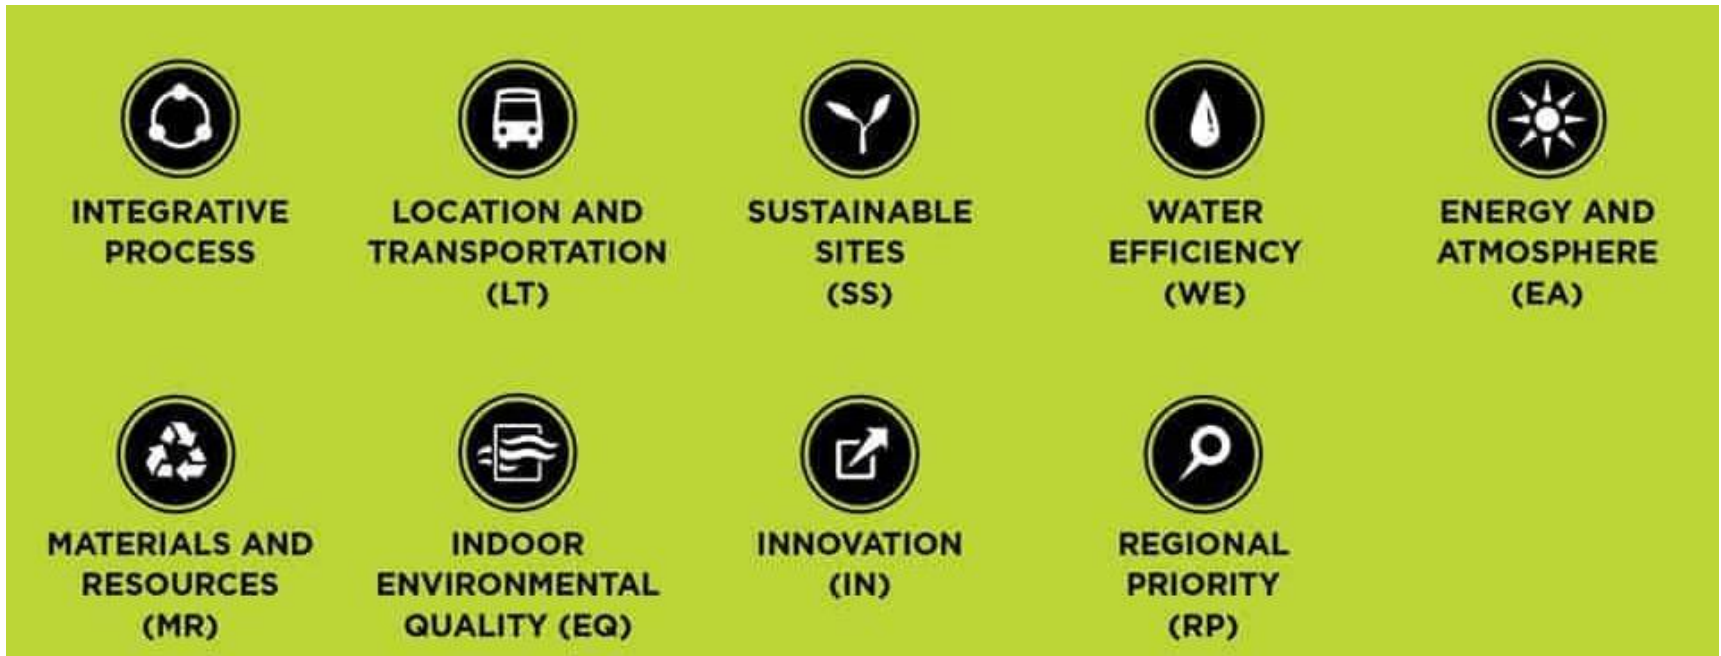 INTEGRATIVE
PROCESS
LOCATION AND
TRANSPORTATION
(LT)
SUSTAINABLE
SITES
(SS)
WATER
EFFICIENCY
(WE)
ENERGY AND
ATMOSPHERE
(EA)
MATERIALS AND
RESOURCES
(MR)
INDOOR
ENVIRONMENTAL
QUALITY (EQ)
INNOVATION
(IN)
REGIONAL
PRIORITY
(RP)